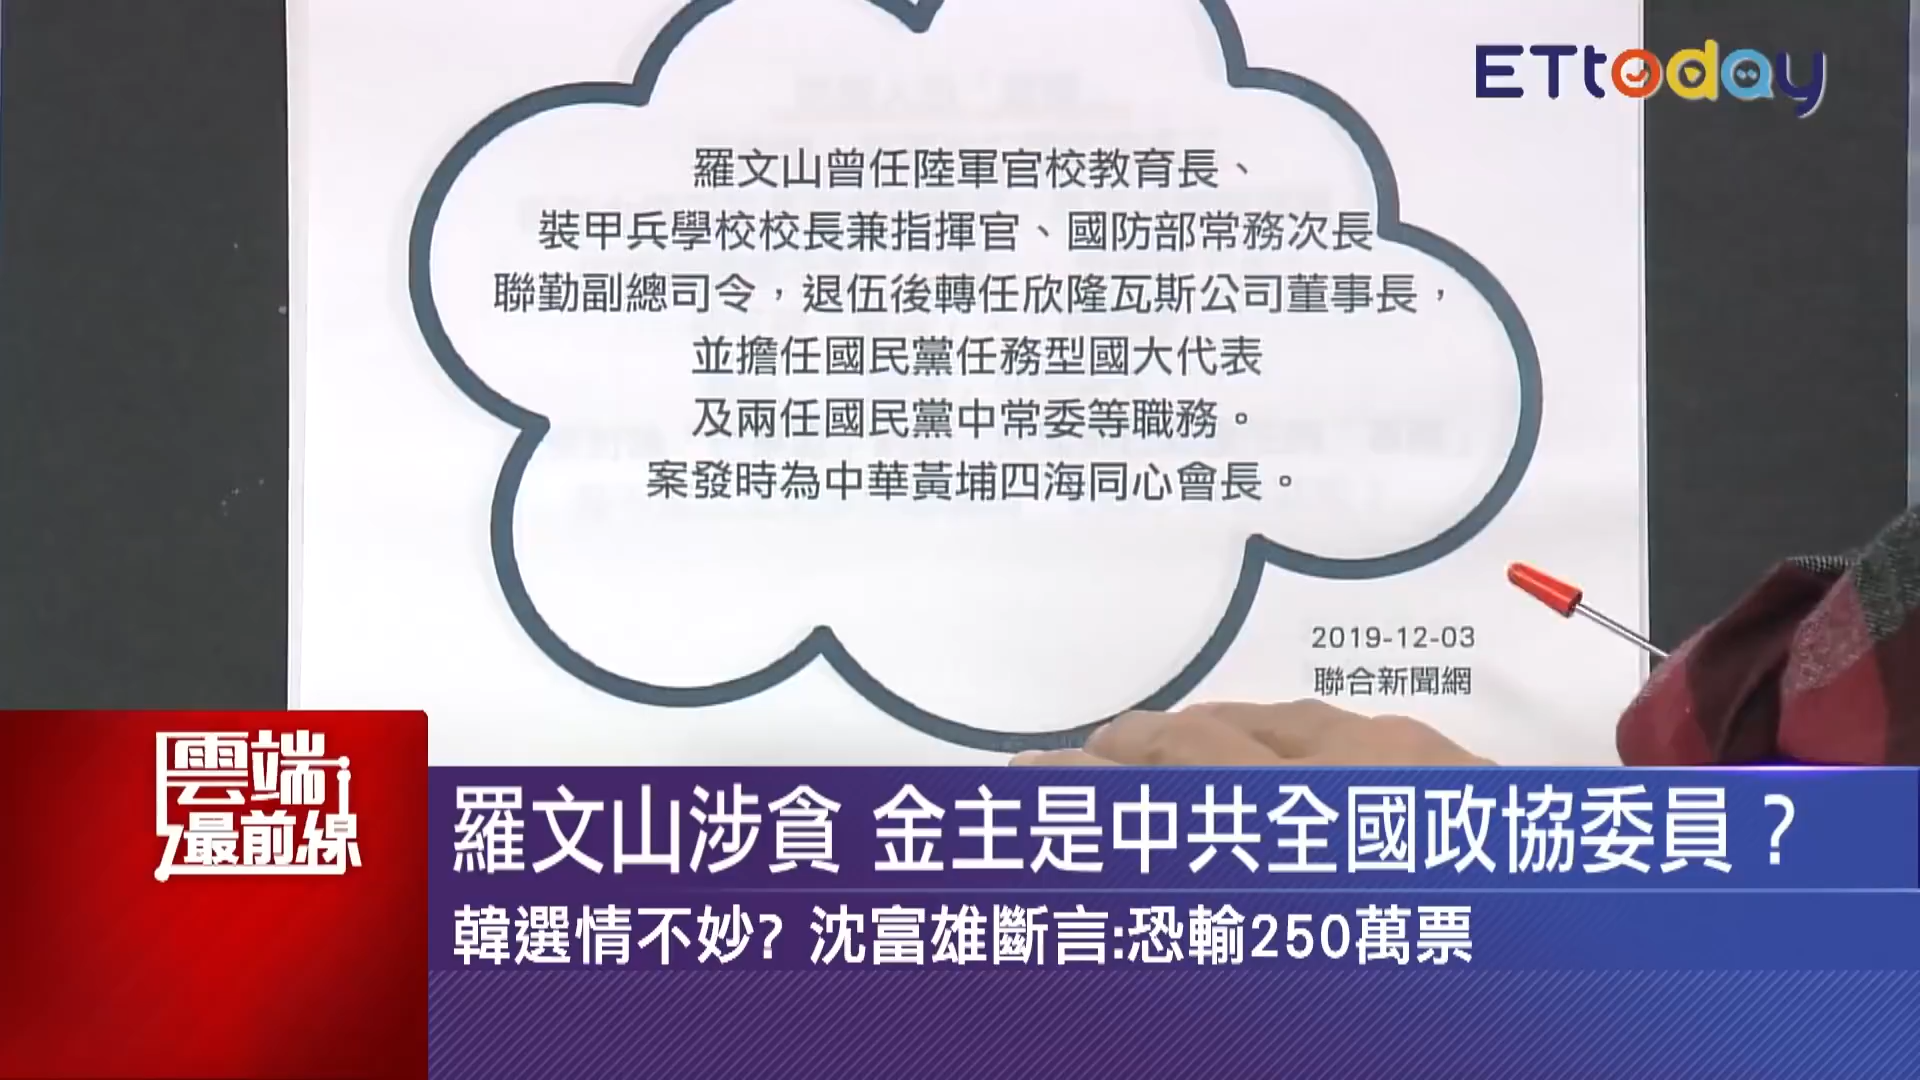 ETtoday
羅文山曾任陸軍官校教育長、
裝甲兵學校校長兼指揮官、國防部常務次長
聯勤副總司令，退伍後轉任欣隆瓦斯公司董事長，
並擔任國民黨任務型國大代表
及兩任國民黨中常委等職務。
案發時為中華黃埔四海同心會長。
2019-12-03
聯合新聞網
雲端
最前線
羅文山涉貪 金主是中共全國政協委員？
韓選情不妙? 沈富雄斷言:恐輸250萬票